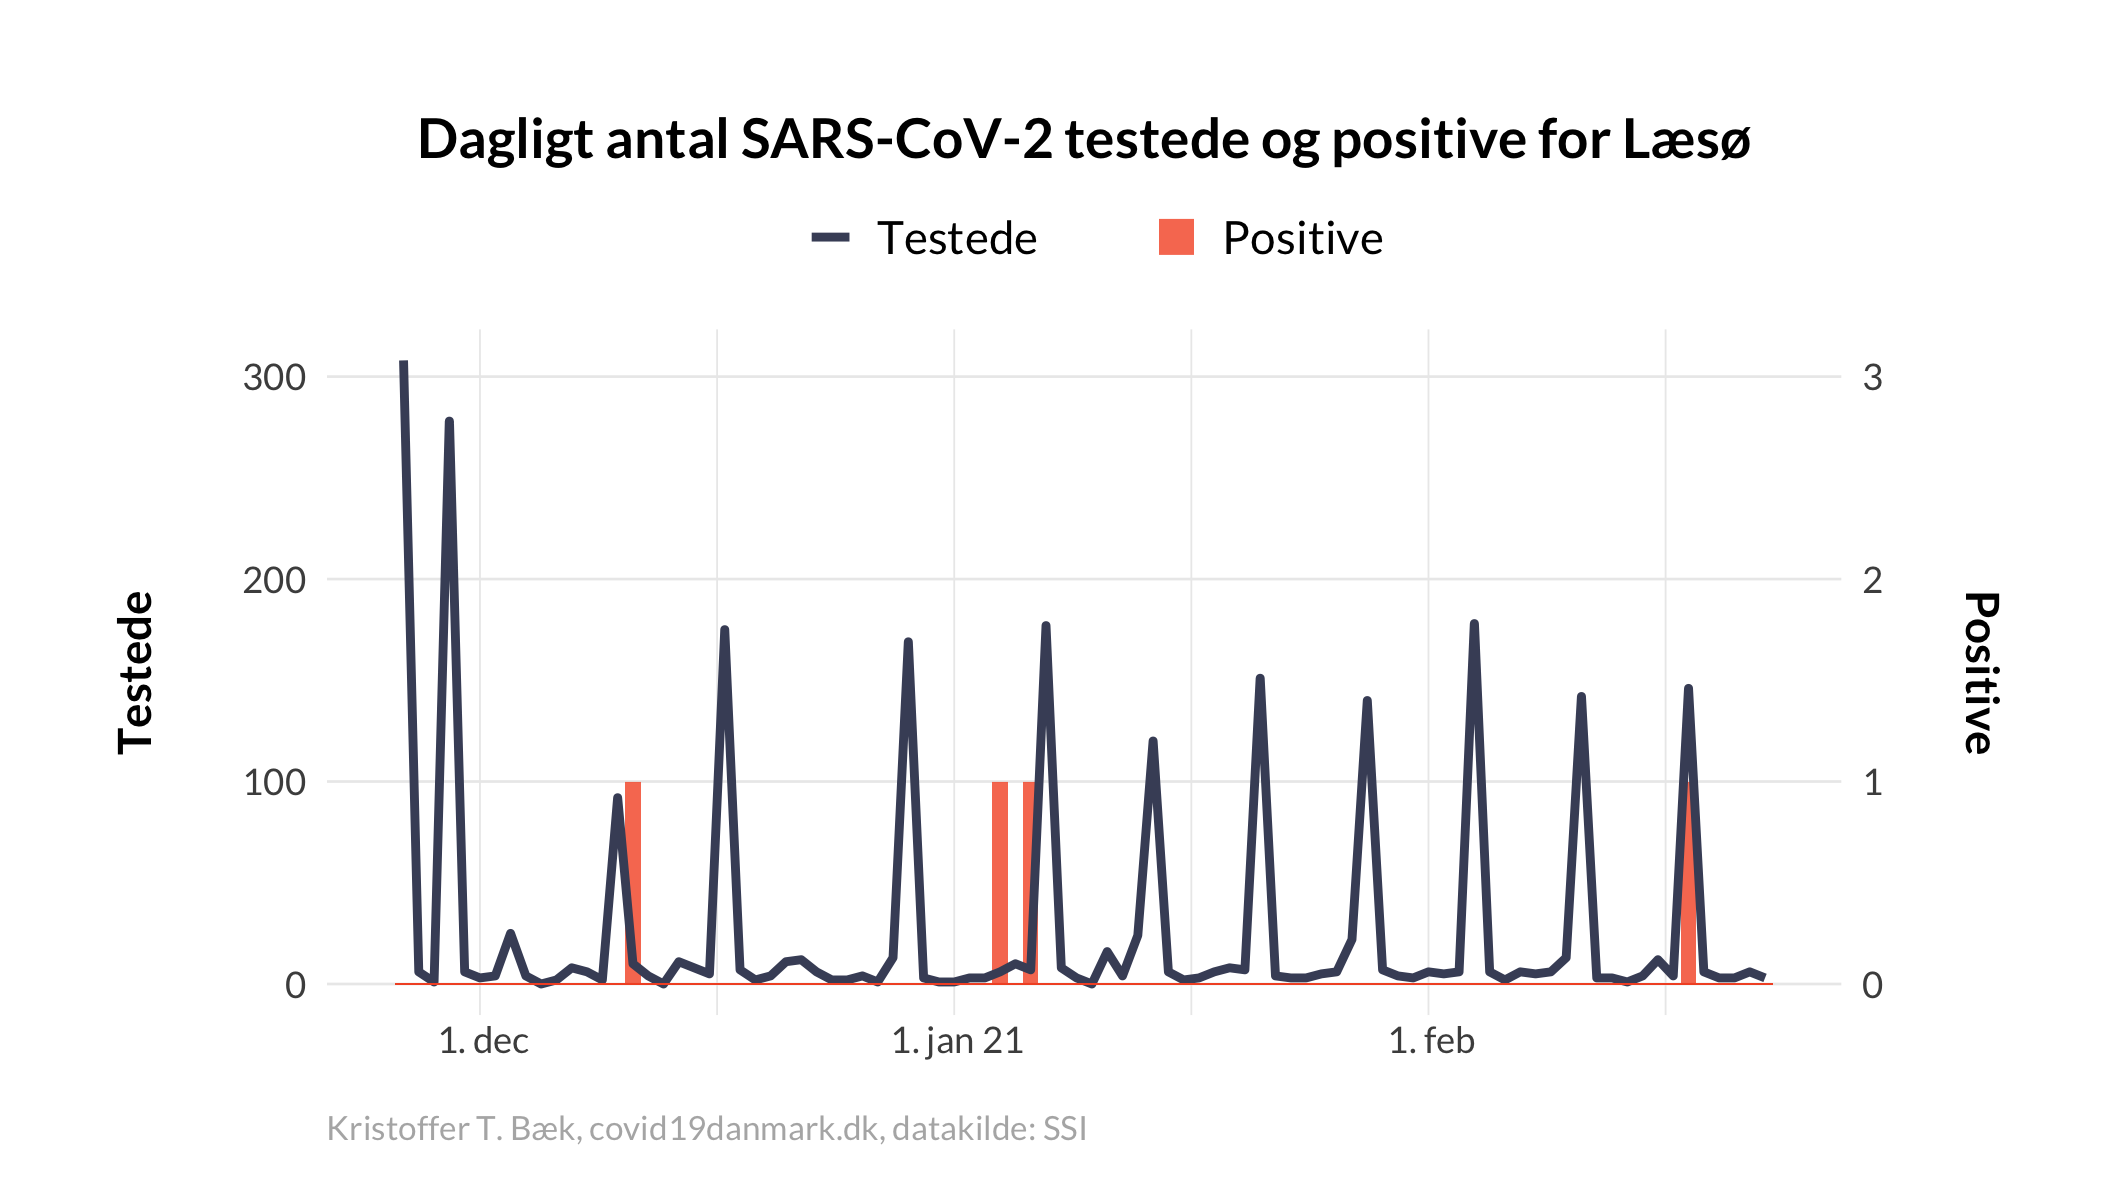 Dagligt antal SARS-CoV-2 testede og positive for Læsø
Testede Positive
300 3
200 2
100 1
0 0
Testede
Positive
1. dec 1. jan 21 1. feb
Kristoffer T. Bæk, covid19danmark.dk, datakilde: SSI